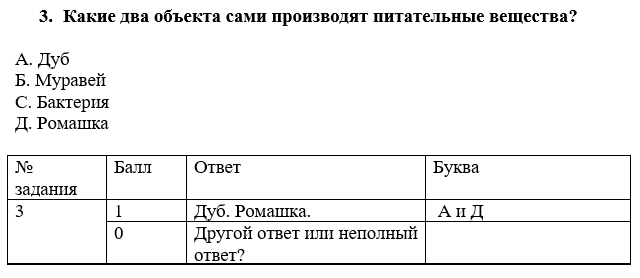 3. Какие два объекта сами производят питательные вещества?
А. Дуб
Б. Муравей
С. Бактерия
Д. Ромашка
№ задания Балл Ответ Буква
3 1 Дуб. Ромашка. А и Д
0 Другой ответ или неполный ответ?